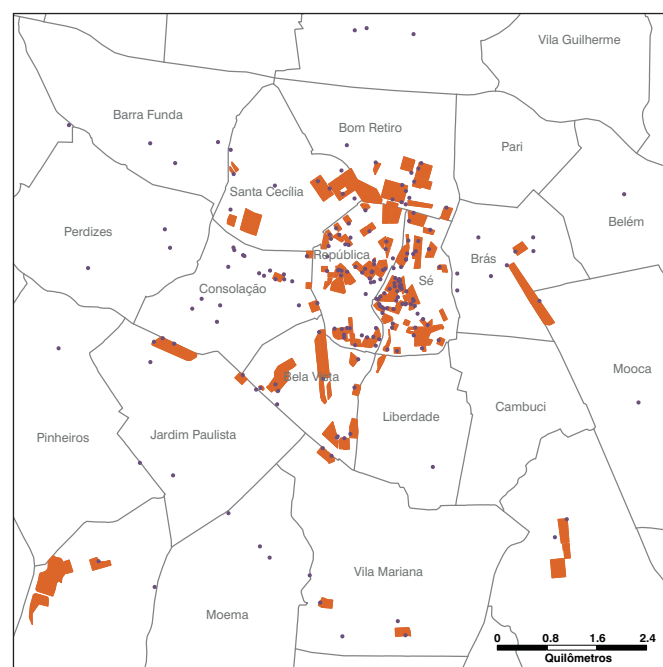 Vila Guilherme
Barra Funda
Bom Retiro
Pari
Santa Cecília
Belém
Perdizes
República
Brás
Sé
Consolação
Mooca
Bela Vista
Cambuci
Liberdade
Pinheiros
Jardim Paulista
Vila Mariana
Moema
0 0.8 1.6 2.4
Quilômetros